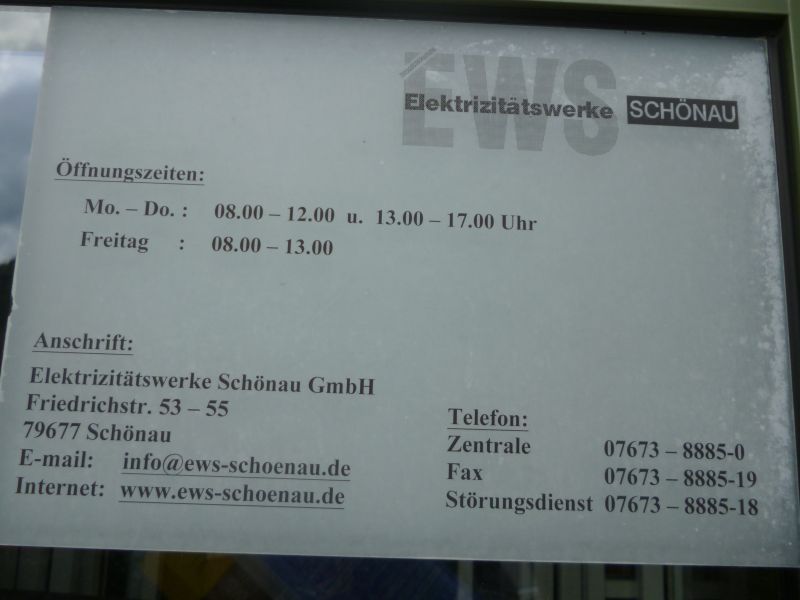 EWS
Elektrizitätswerke SCHÖNAU
Öffnungszeiten:
Mo. – Do. : 08.00 – 12.00 u. 13.00 – 17.00 Uhr
Freitag : 08.00 – 13.00
Anschrift:
Elektrizitätswerke Schönau GmbH
Friedrichstr. 53 – 55
79677 Schönau
E-mail: info@ews-schoenau.de
Internet: www.ews-schoenau.de
Telefon:
Zentrale 07673 – 8885-0
Fax 07673 – 8885-19
Störungsdienst 07673 – 8885-18